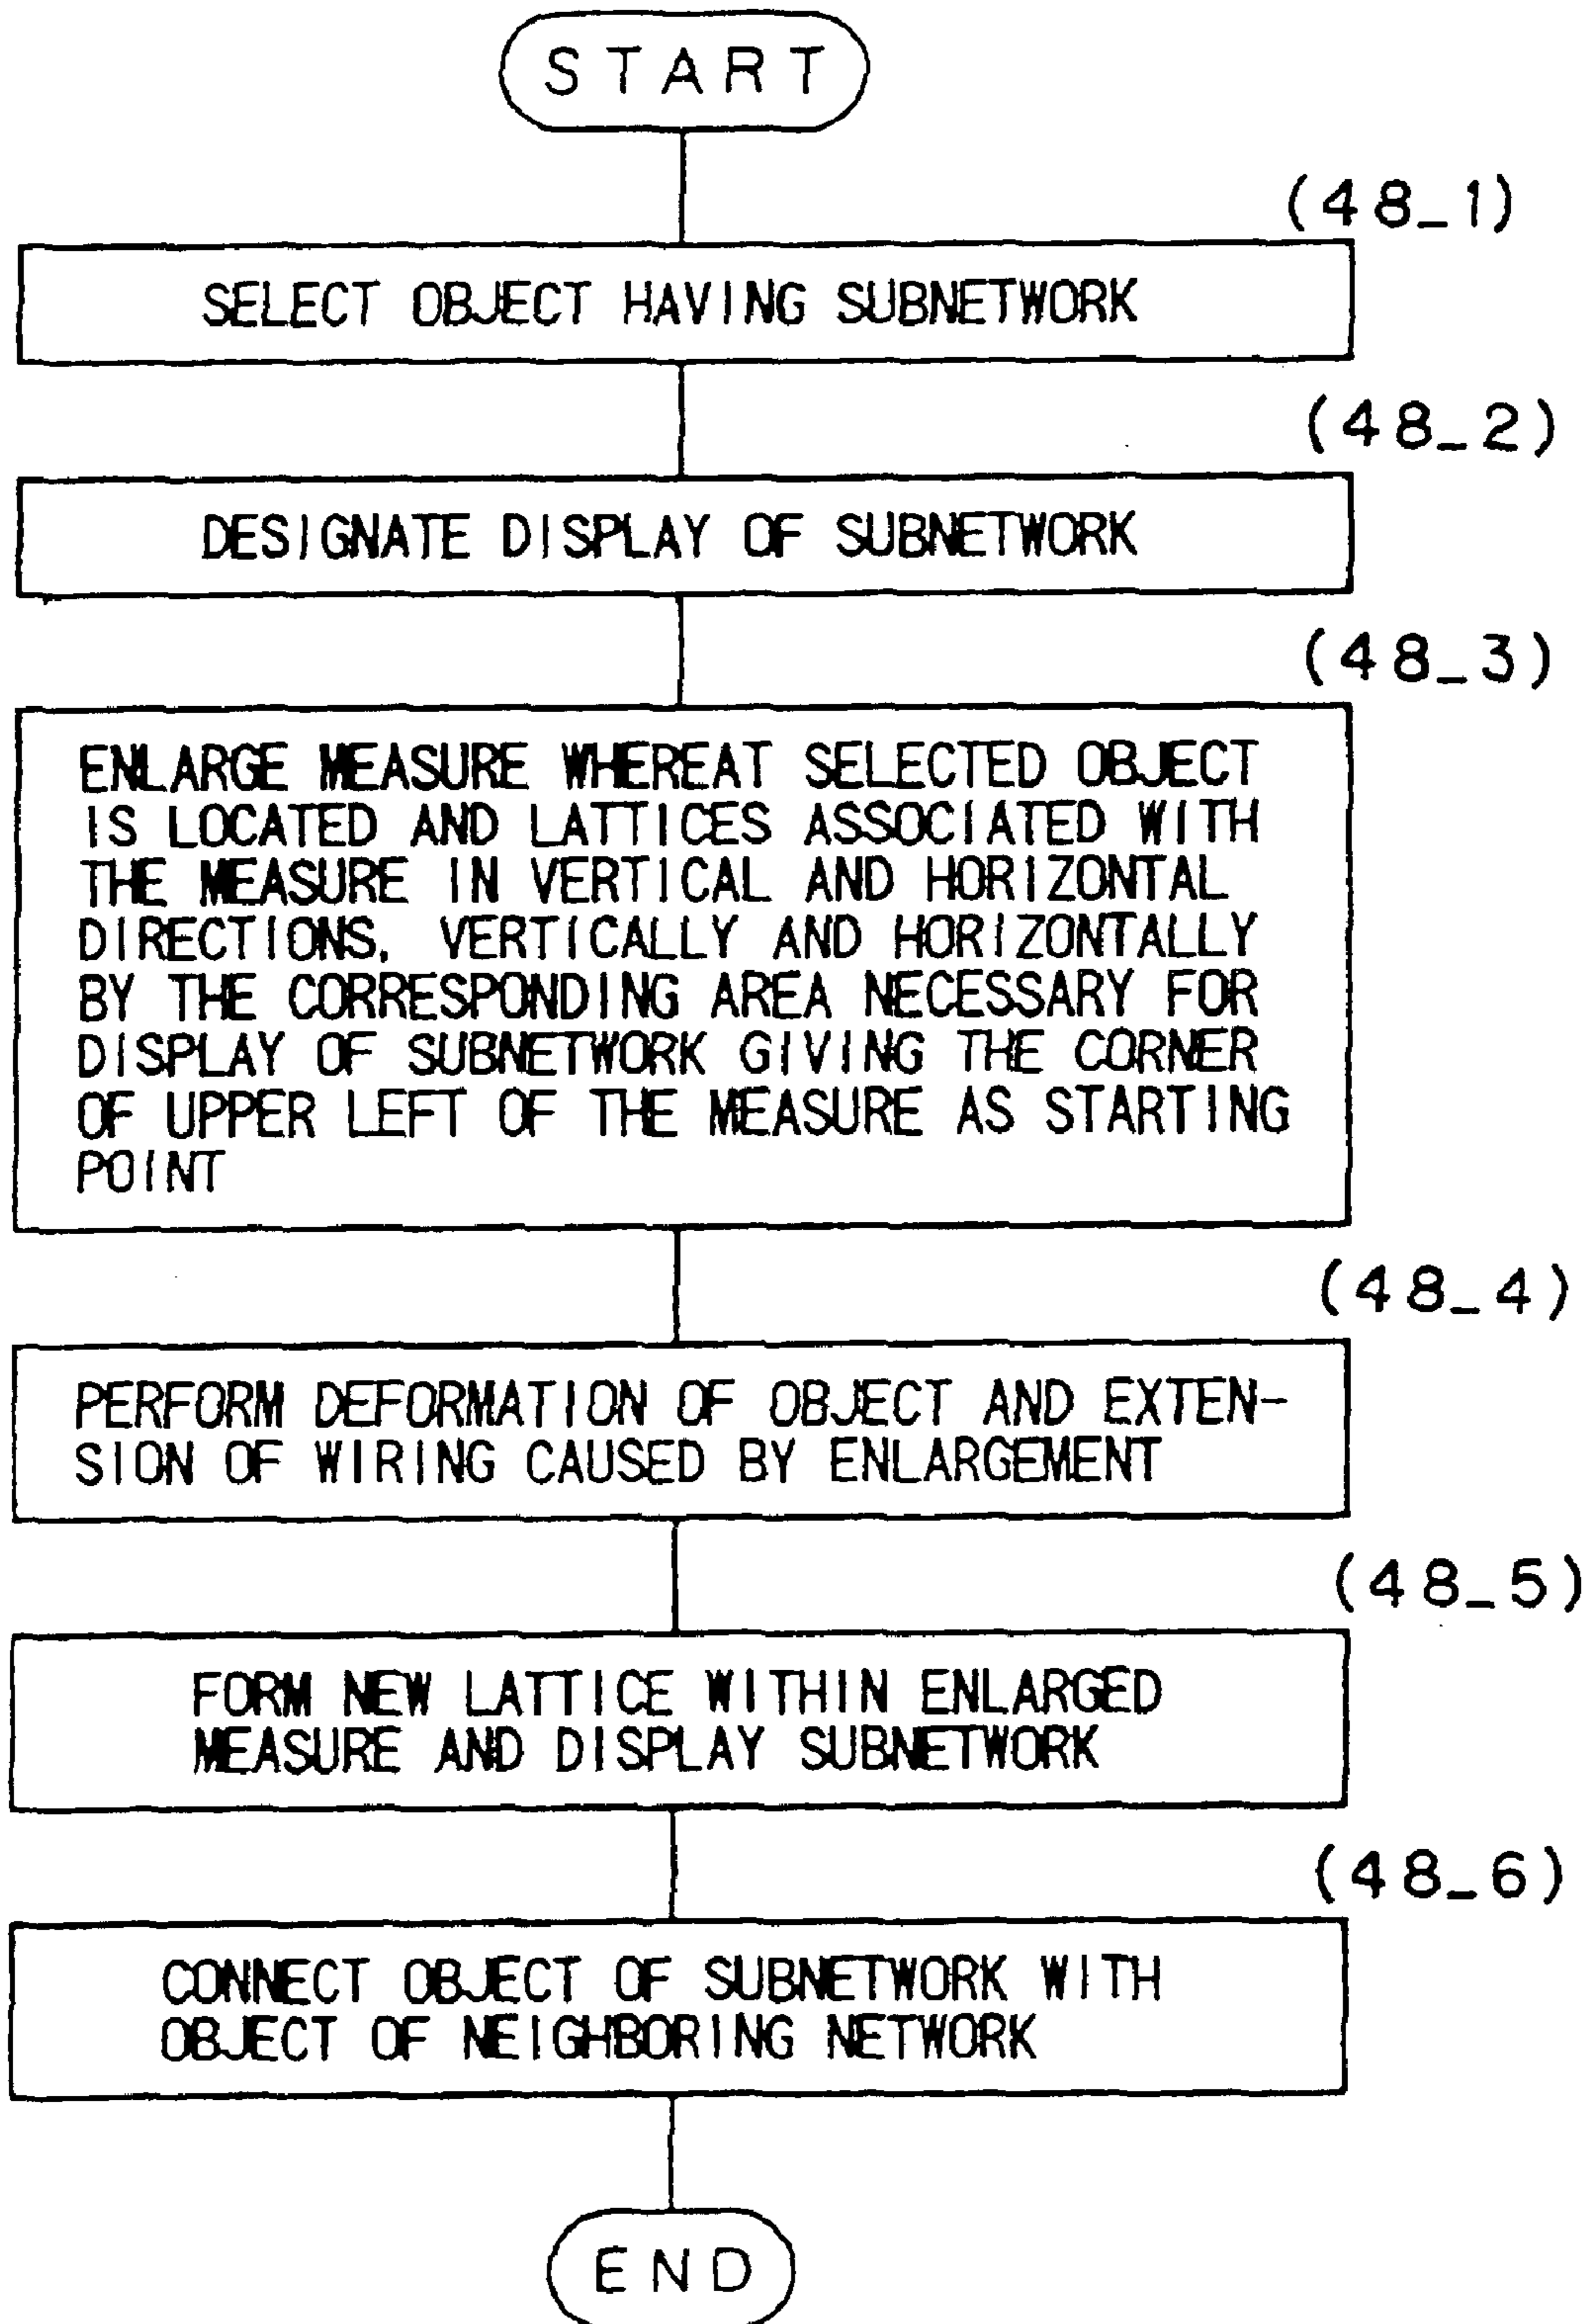 START
(48_1)
SELECT OBJECT HAVING SUBNETWORK
(48_2)
DESIGNATE DISPLAY OF SUBNETWORK
(48_3)
ENLARGE MEASURE WHEREAT SELECTED OBJECT
IS LOCATED AND LATTICES ASSOCIATED WITH
THE MEASURE IN VERTICAL AND HORIZONTAL
DIRECTIONS, VERTICALLY AND HORIZONTALLY
BY THE CORRESPONDING AREA NECESSARY FOR
DISPLAY OF SUBNETWORK GIVING THE CORNER
OF UPPER LEFT OF THE MEASURE AS STARTING
POINT
(48_4)
PERFORM DEFORMATION OF OBJECT AND EXTEN-
SION OF WIRING CAUSED BY ENLARGEMENT
(48_5)
FORM NEW LATTICE WITHIN ENLARGED
MEASURE AND DISPLAY SUBNETWORK
(48_6)
CONNECT OBJECT OF SUBNETWORK WITH
OBJECT OF NEIGHBORING NETWORK
END